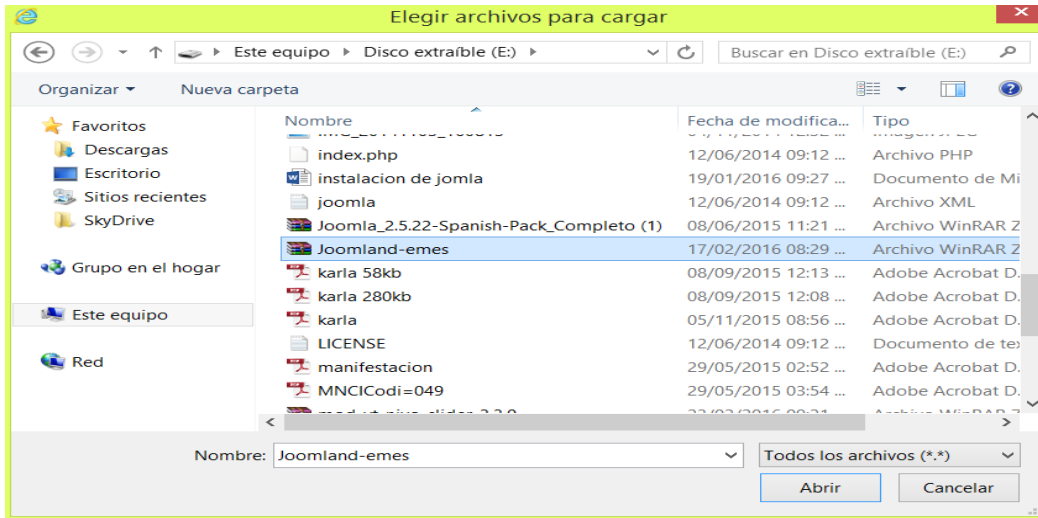 Elegir archivos para cargar
Este equipo Disco extraíble (E:)
Buscar en Disco extraíble (E:)
Organizar
Nueva carpeta
Favoritos
Descargas
Escritorio
Sitios recientes
SkyDrive
Grupo en el hogar
Este equipo
Red
Nombre Fecha de modifica... Tipo
index.php 12/06/2014 09:12 ... Archivo PHP
instalacion de jomla 19/01/2016 09:27 ... Documento de Mi
joomla 12/06/2014 09:12 ... Archivo XML
Joomla_2.5.22-Spanish-Pack_Completo (1) 08/06/2015 11:21 ... Archivo WinRAR Z
Joomland-emes 17/02/2016 08:29 ... Archivo WinRAR Z
karla 58kb 08/09/2015 12:13 ... Adobe Acrobat D.
karla 280kb 08/09/2015 12:08 ... Adobe Acrobat D.
karla 05/11/2015 08:56 ... Adobe Acrobat D.
LICENSE 12/06/2014 09:12 ... Documento de tex
manifestacion 29/05/2015 02:52 ... Adobe Acrobat D.
MNCICodi=049 29/05/2015 03:54 ... Adobe Acrobat D.
Nombre: Joomland-emes
Todos los archivos (*.*)
Abrir
Cancelar